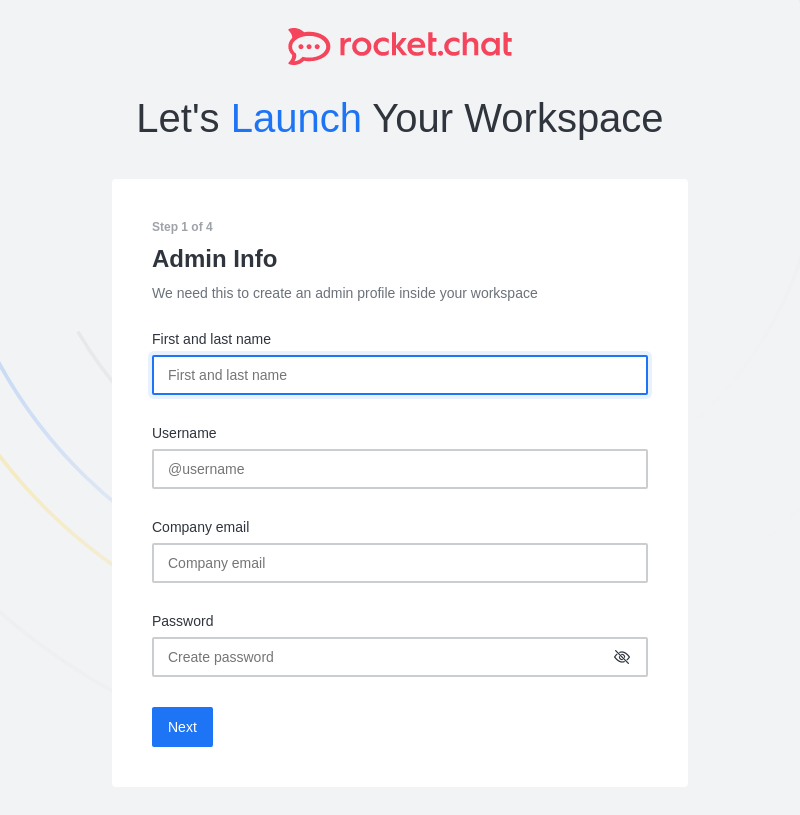 rocket.chat
Let's Launch Your Workspace
Step 1 of 4
Admin Info
We need this to create an admin profile inside your workspace
First and last name
First and last name
Username
@username
Company email
Company email
Password
Create password
Next